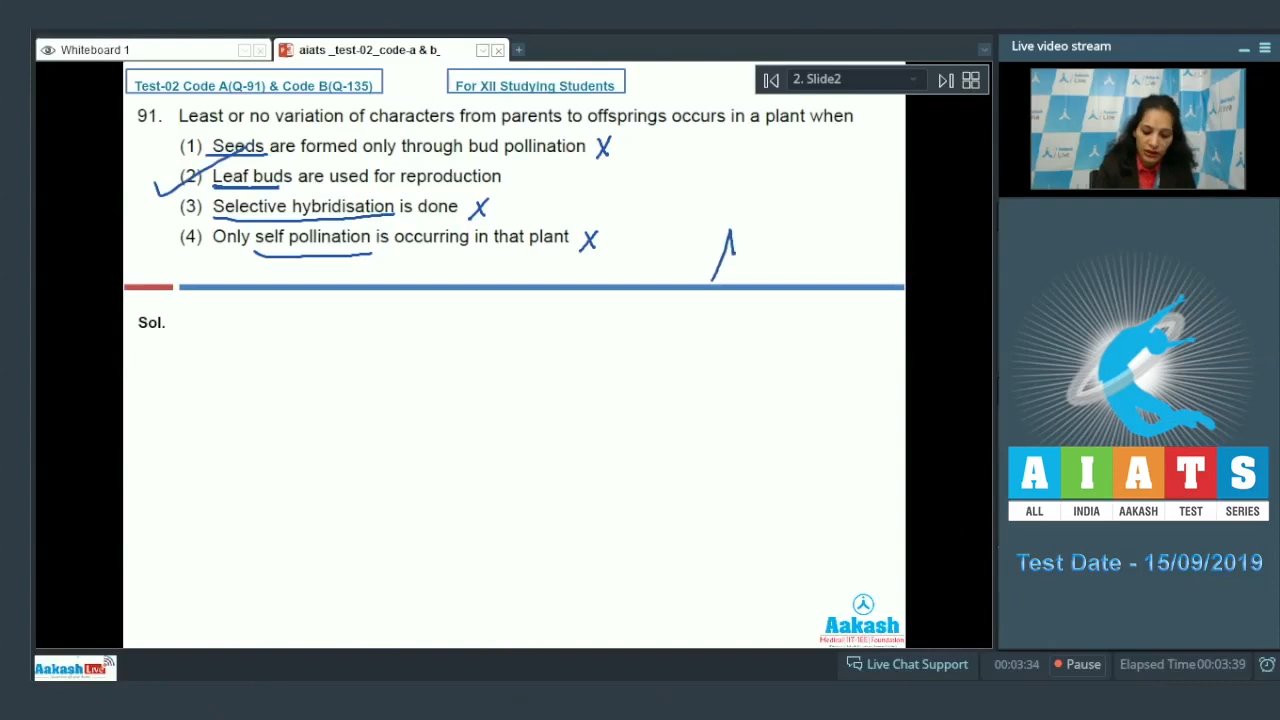 Whiteboard 1
aiats _test-02_code-a & b_
Live video stream
Test-02 Code A(Q-91) & Code B(Q-135)
For XII Studying Students
2. Slide2
91. Least or no variation of characters from parents to offsprings occurs in a plant when
(1) Seeds are formed only through bud pollination
(2) Leaf buds are used for reproduction
(3) Selective hybridisation is done
(4) Only self pollination is occurring in that plant
Sol.
A I A T S
ALL INDIA AAKASH TEST SERIES
Test Date - 15/09/2019
Aakash
Medical|IIT-JEE|Foundation
Aakash Live
Live Chat Support
00:03:34
Pause
Elapsed Time 00:03:39